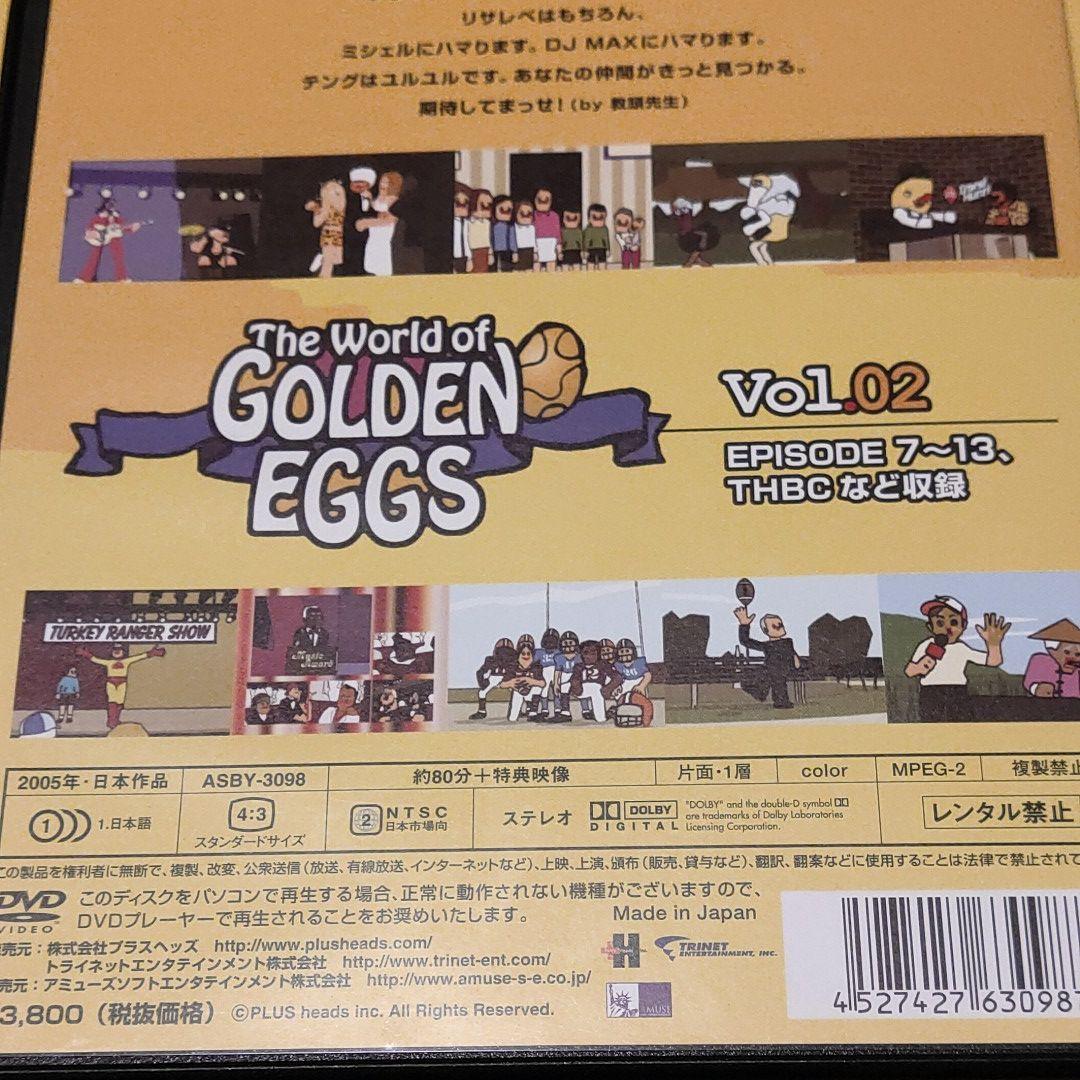 リサレベはもちろん、
ミシェルにハマります。DJ MAXにハマります。
テングはユルユルです。あなたの仲間がきっと見つかる。
期待してまっせ!(by 教頭先生)
The World of
GOLDEN
EGGS
Vol.02
EPISODE 7〜13、
THBCなど収録
TURKEY RANGER SHOW
Music
Award
2005年・日本作品 ASBY-3098 約80分+特典映像 片面・1層 color MPEG-2 複製禁止
1 1.日本語
4:3
スタンダードサイズ
2 NTSC
日本市場向
ステレオ
DOLBY
DIGITAL
"DOLBY" and the double-D symbol
are trademarks of Dolby Laboratories
Licensing Corporation.
レンタル禁止
この製品を権利者に無断で、複製、改変、公衆送信(放送、有線放送、インターネットなど)、上映、上演、頒布(販売、貸与など)、翻訳、翻案などに使用することは法律で禁止されて
DVD
VIDEO
このディスクをパソコンで再生する場合、正常に動作されない機種がございますので、
DVDプレーヤーで再生されることをお奨めいたします。
Made in Japan
売元:株式会社プラスヘッズ http://www.plusheads.com/
トライネットエンタテインメント株式会社 http://www.trinet-ent.com/
売元:アミューズソフトエンタテインメント株式会社 http://www.amuse-s-e.co.jp/
3,800(税抜価格) ©PLUS heads inc. All Rights Reserved.
H
TRINET
ENTERTAINMENT, INC.
AMUSE
4 527427 63098